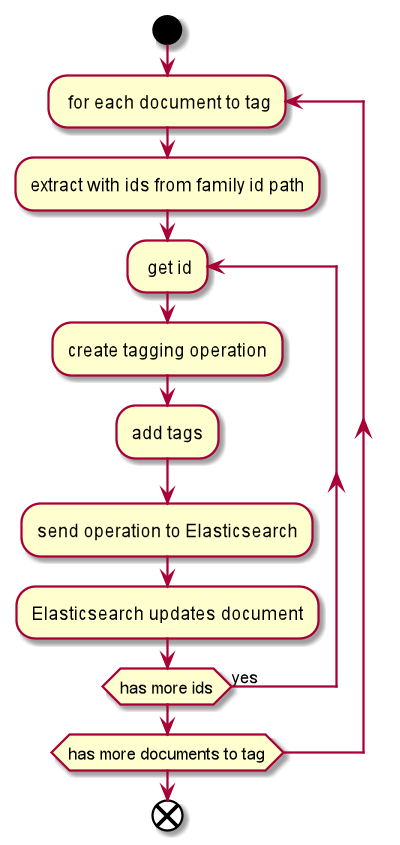 for each document to tag
extract with ids from family id path
get id
create tagging operation
add tags
send operation to Elasticsearch
Elasticsearch updates document
has more ids
yes
has more documents to tag